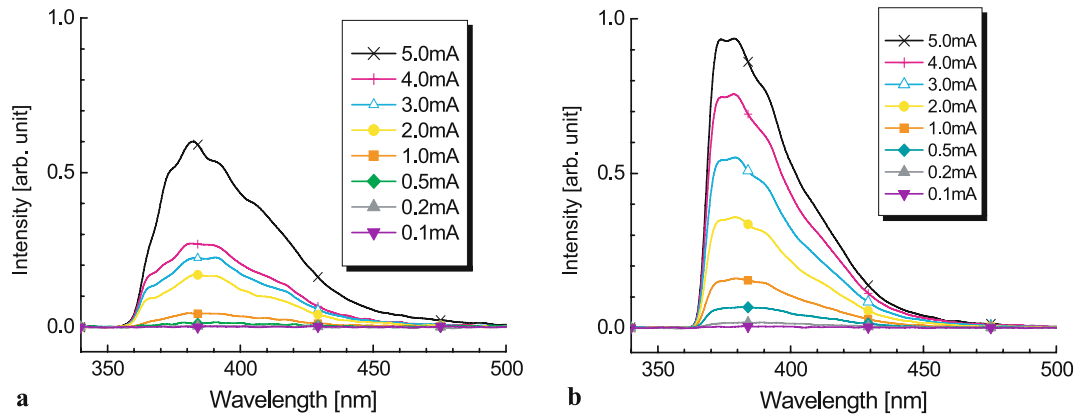 1.0
0.5
0.0
Intensity [arb. unit]
350 400 450 500
Wavelength [nm]
5.0mA
4.0mA
3.0mA
2.0mA
1.0mA
0.5mA
0.2mA
0.1mA
a
1.0
0.5
0.0
Intensity [arb. unit]
350 400 450 500
Wavelength [nm]
5.0mA
4.0mA
3.0mA
2.0mA
1.0mA
0.5mA
0.2mA
0.1mA
b